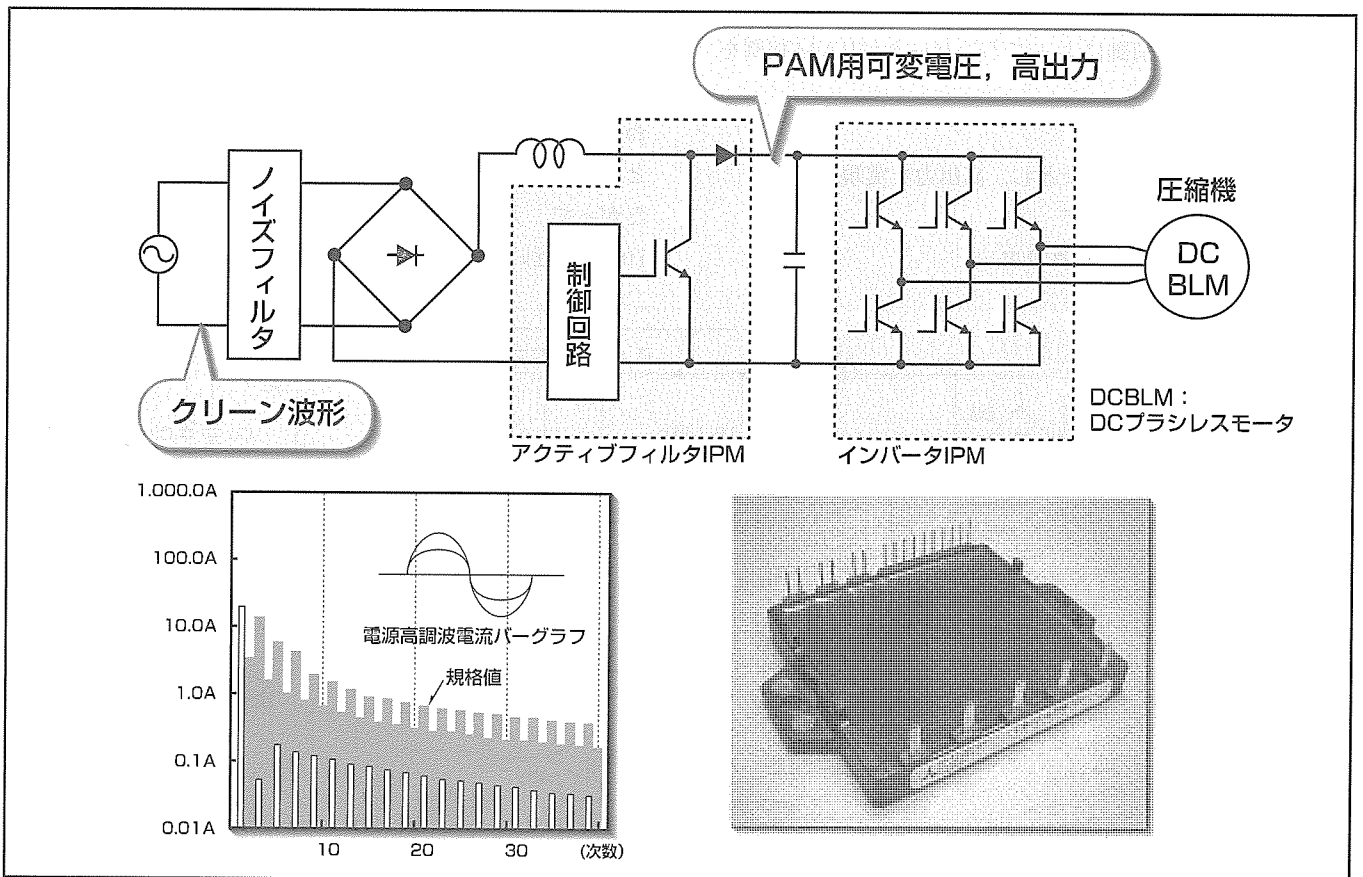 PAM用可変電圧，高出力
ノイズフィルタ
制御回路
圧縮機
DC
BLM
クリーン波形
DCBLM：
DCブラシレスモータ
アクティブフィルタIPM
インバータIPM
1.000.0A
100.0A
10.0A
1.0A
0.1A
0.01A
電源高調波電流バーグラフ
規格値
10
20
30
(次数)